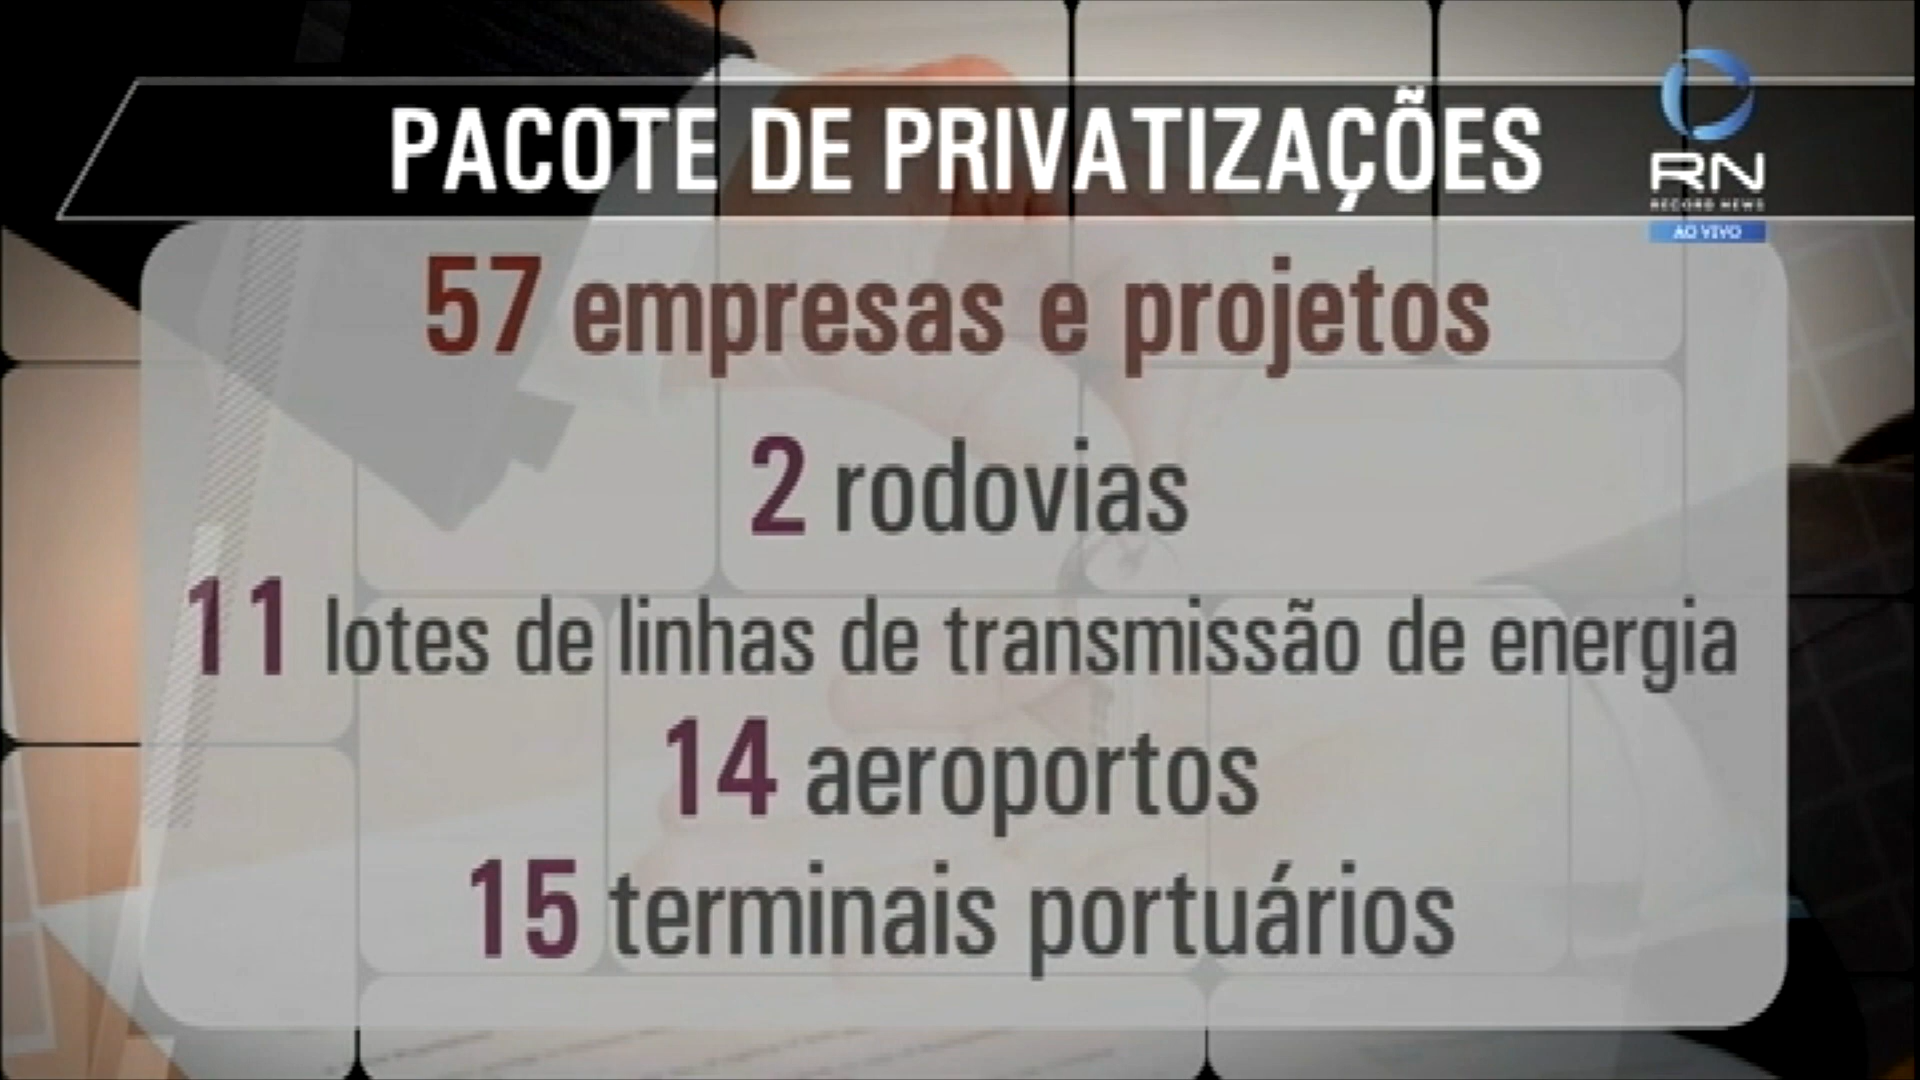 PACOTE DE PRIVATIZAÇÕES
RN
RECORD NEWS
AO VIVO
57 empresas e projetos
2 rodovias
11 lotes de linhas de transmissão de energia
14 aeroportos
15 terminais portuários